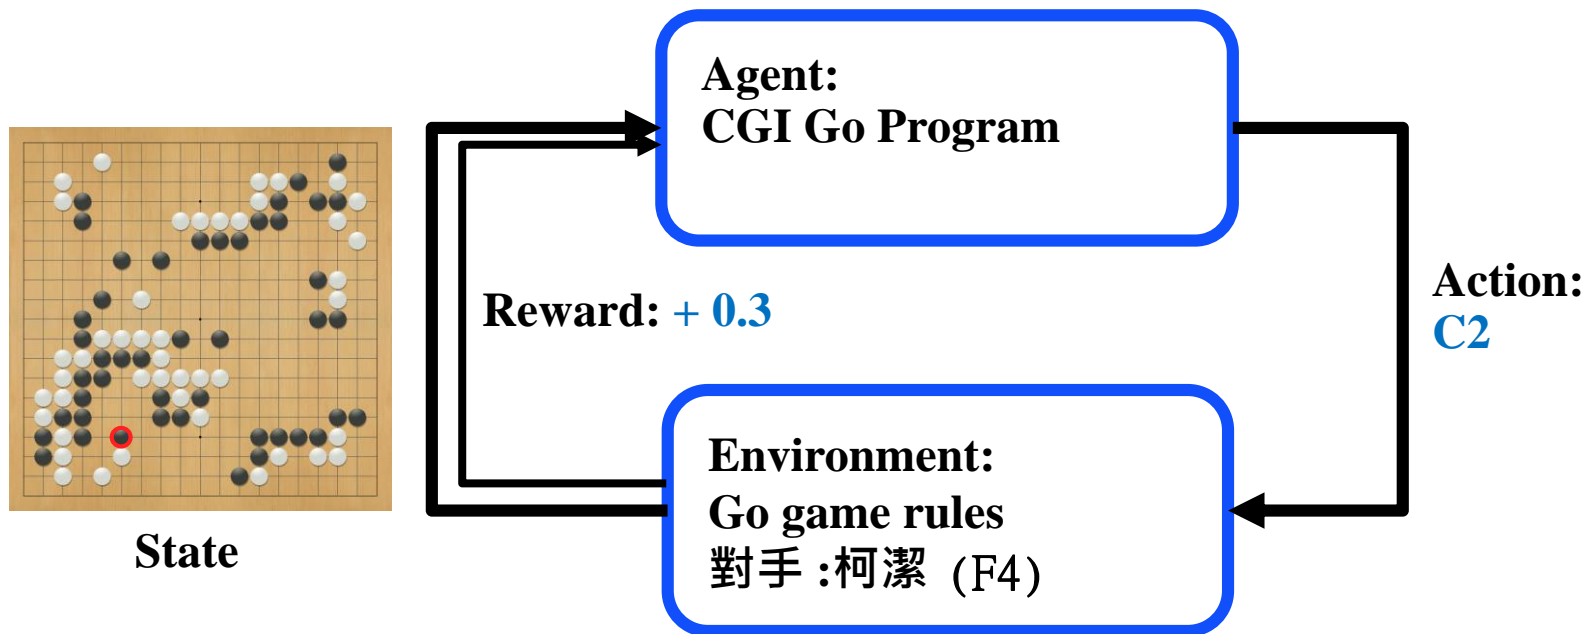 Agent:
CGI Go Program
Reward: + 0.3
Action:
C2
Environment:
Go game rules
對手 :柯潔 (F4)
State